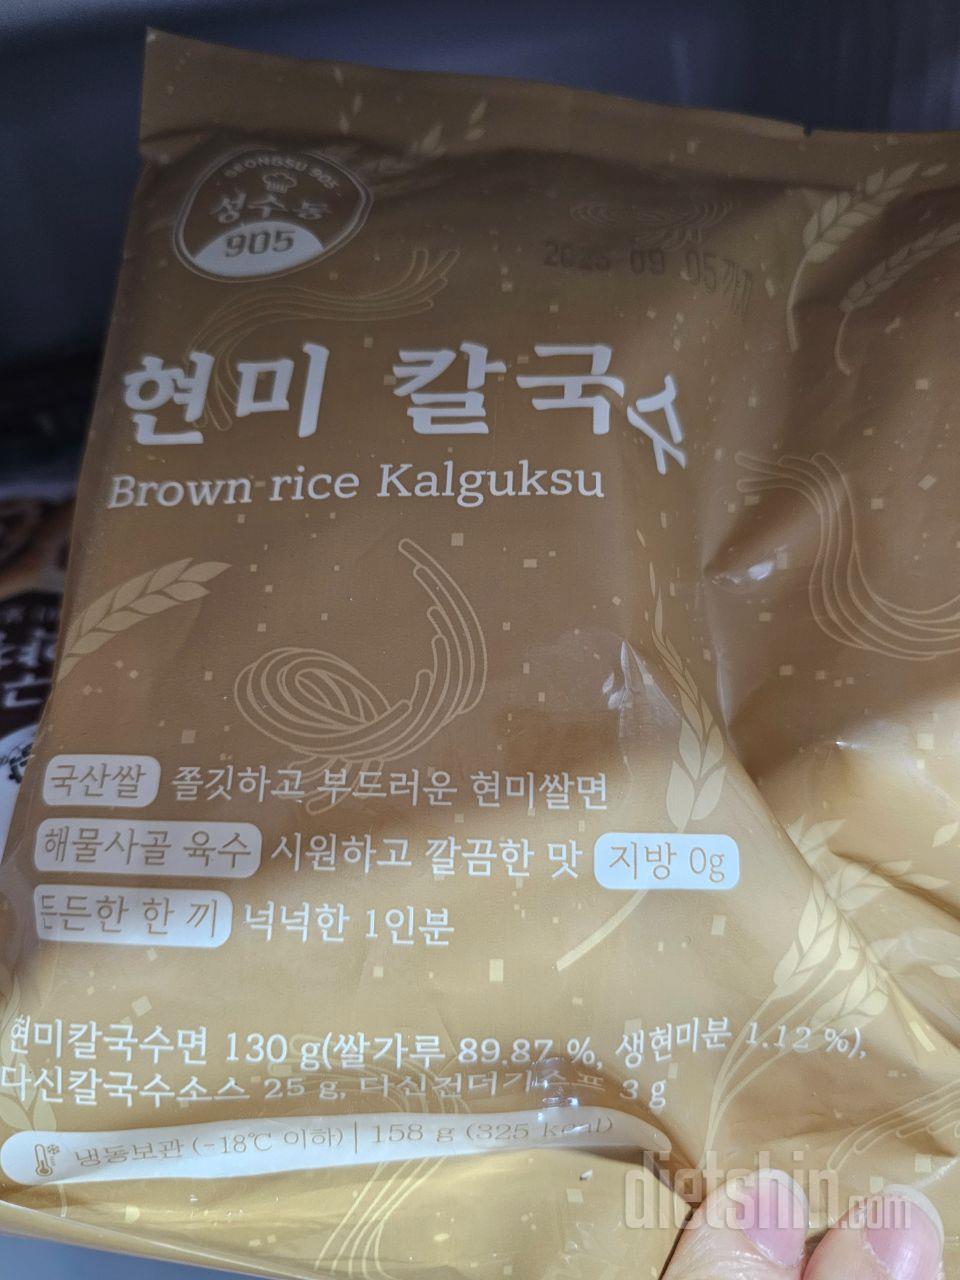 SEONGSU 905
성수동
905
09 05까지
현미 칼국수
Brown rice Kalguksu
국산쌀 쫄깃하고 부드러운 현미쌀면
해물사골 육수 시원하고 깔끔한 맛 지방 0g
든든한 한 끼 넉넉한 1인분
현미칼국수면 130 g(쌀가루 89.87 %, 생현미분 1.12 %),
다신칼국수소스 25 g, 다신건더기스프 3 g
냉동보관 (-18℃ 이하) | 158 g (325 kcal)
dietshin.com